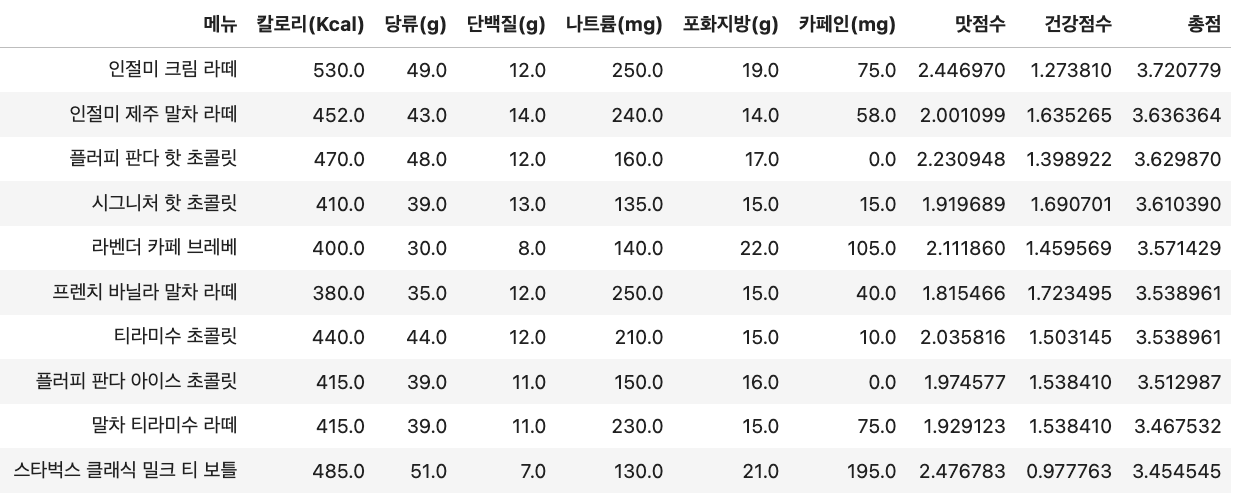 메뉴 칼로리(Kcal) 당류(g) 단백질(g) 나트륨(mg) 포화지방(g) 카페인(mg) 맛점수 건강점수 총점
인절미 크림 라떼 530.0 49.0 12.0 250.0 19.0 75.0 2.446970 1.273810 3.720779
인절미 제주 말차 라떼 452.0 43.0 14.0 240.0 14.0 58.0 2.001099 1.635265 3.636364
플러피 판다 핫 초콜릿 470.0 48.0 12.0 160.0 17.0 0.0 2.230948 1.398922 3.629870
시그니처 핫 초콜릿 410.0 39.0 13.0 135.0 15.0 15.0 1.919689 1.690701 3.610390
라벤더 카페 브레베 400.0 30.0 8.0 140.0 22.0 105.0 2.111860 1.459569 3.571429
프렌치 바닐라 말차 라떼 380.0 35.0 12.0 250.0 15.0 40.0 1.815466 1.723495 3.538961
티라미수 초콜릿 440.0 44.0 12.0 210.0 15.0 10.0 2.035816 1.503145 3.538961
플러피 판다 아이스 초콜릿 415.0 39.0 11.0 150.0 16.0 0.0 1.974577 1.538410 3.512987
말차 티라미수 라떼 415.0 39.0 11.0 230.0 15.0 75.0 1.929123 1.538410 3.467532
스타벅스 클래식 밀크 티 보틀 485.0 51.0 7.0 130.0 21.0 195.0 2.476783 0.977763 3.454545